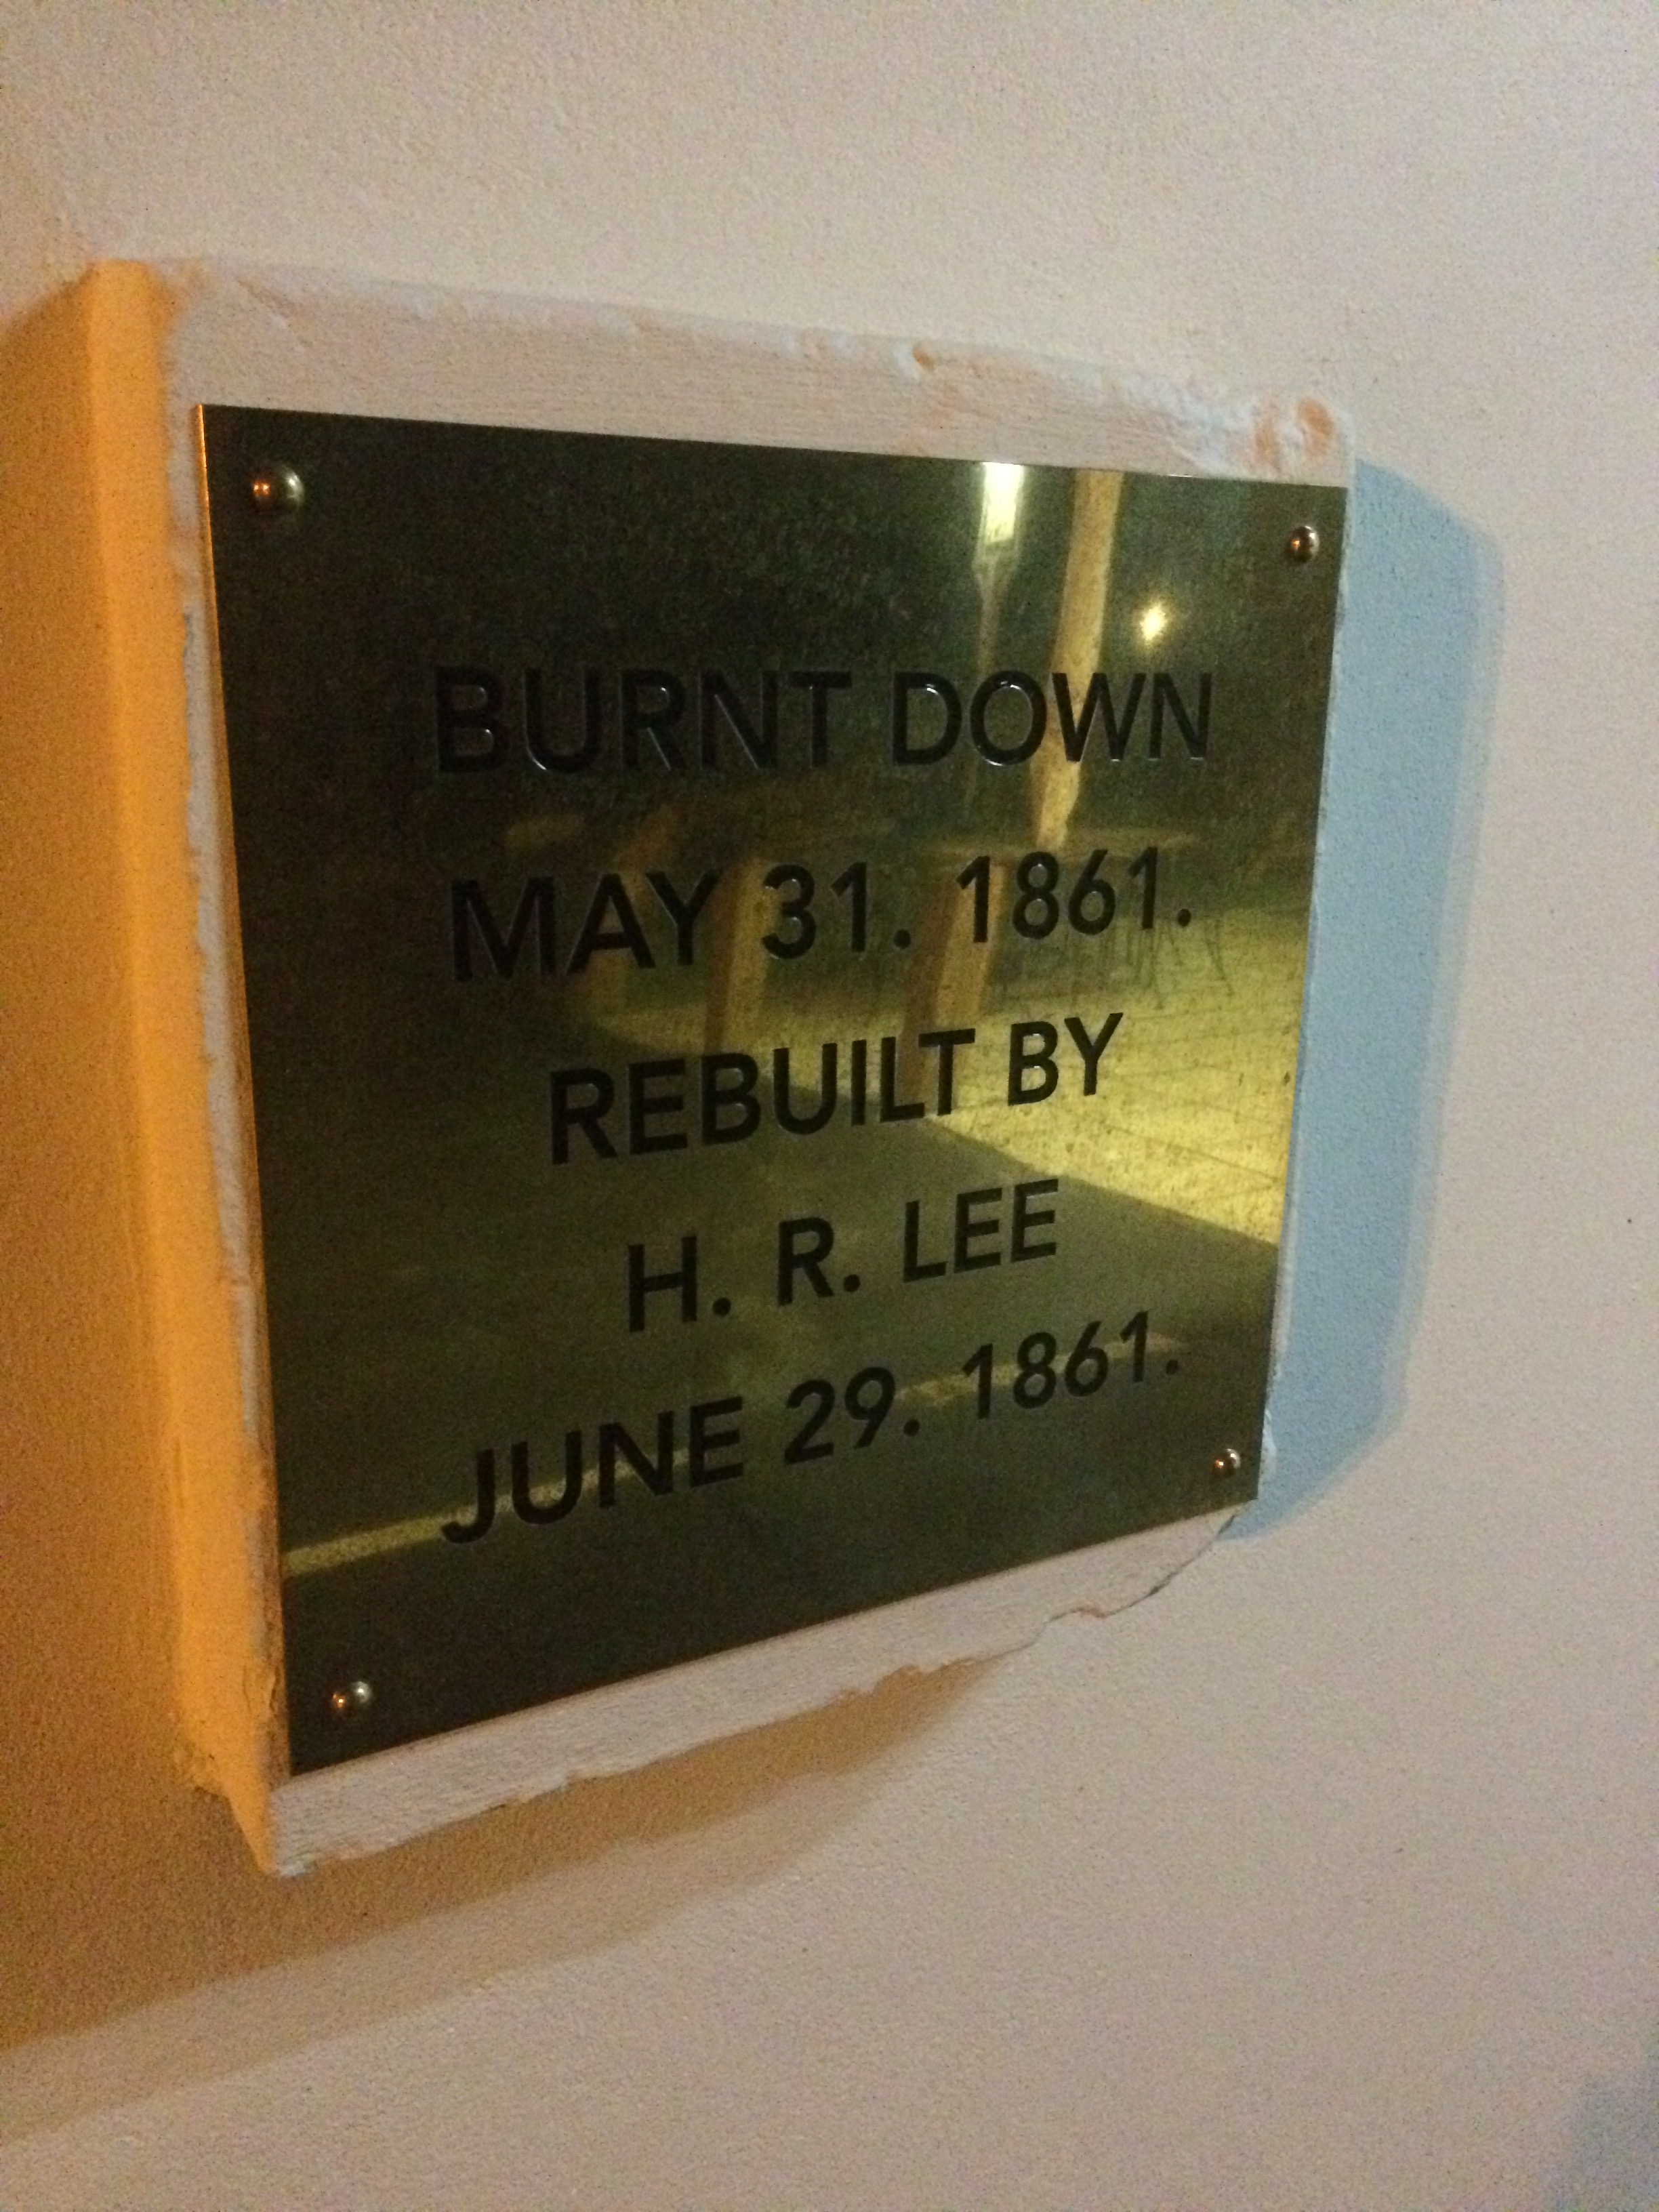 BURNT DOWN
MAY 31. 1861.
REBUILT BY
H. R. LEE
JUNE 29. 1861.